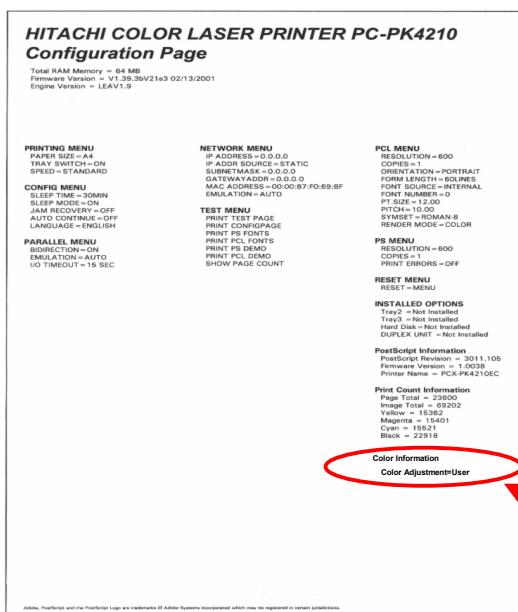 HITACHI COLOR LASER PRINTER PC-PK4210
Configuration Page
Total RAM Memory = 64 MB
Firmware Version = V1.39.3bV21e3 02/13/2001
Engine Version = LEAV1.9
PRINTING MENU
PAPER SIZE=A4
TRAY SWITCH=ON
SPEED=STANDARD
CONFIG MENU
SLEEP TIME=30MIN
SLEEP MODE=ON
JAM RECOVERY=OFF
AUTO CONTINUE=OFF
LANGUAGE=ENGLISH
PARALLEL MENU
BIDIRECTION=ON
EMULATION=AUTO
I/O TIMEOUT=15 SEC
NETWORK MENU
IP ADDRESS=0.0.0.0
IP ADDR SOURCE=STATIC
SUBNETMASK=0.0.0.0
GATEWAYADDR=0.0.0.0
MAC ADDRESS=00:00:87:F0:69:BF
EMULATION=AUTO
TEST MENU
PRINT TEST PAGE
PRINT CONFIGPAGE
PRINT PS FONTS
PRINT PCL FONTS
PRINT PS DEMO
PRINT PCL DEMO
SHOW PAGE COUNT
PCL MENU
RESOLUTION=600
COPIES=1
ORIENTATION=PORTRAIT
FORM LENGTH=60LINES
FONT SOURCE=INTERNAL
FONT NUMBER=0
PT.SIZE=12.00
PITCH=10.00
SYMSET=ROMAN-8
RENDER MODE=COLOR
PS MENU
RESOLUTION=600
COPIES=1
PRINT ERRORS=OFF
RESET MENU
RESET=MENU
INSTALLED OPTIONS
Tray2 =Not Installed
Tray3 =Not Installed
Hard Disk=Not Installed
DUPLEX UNIT =Not Installed
PostScript Information
PostScript Revision = 3011.105
Firmware Version = 1.0038
Printer Name = PCX-PK4210EC
Print Count Information
Page Total = 23600
Image Total = 69202
Yellow = 15362
Magenta = 15401
Cyan = 15521
Black = 22918
Color Information
Color Adjustment=User
Adobe, PostScript and the PostScript Logo are trademarks of Adobe Systems Incorporated which may be registered in certain jurisdictions.